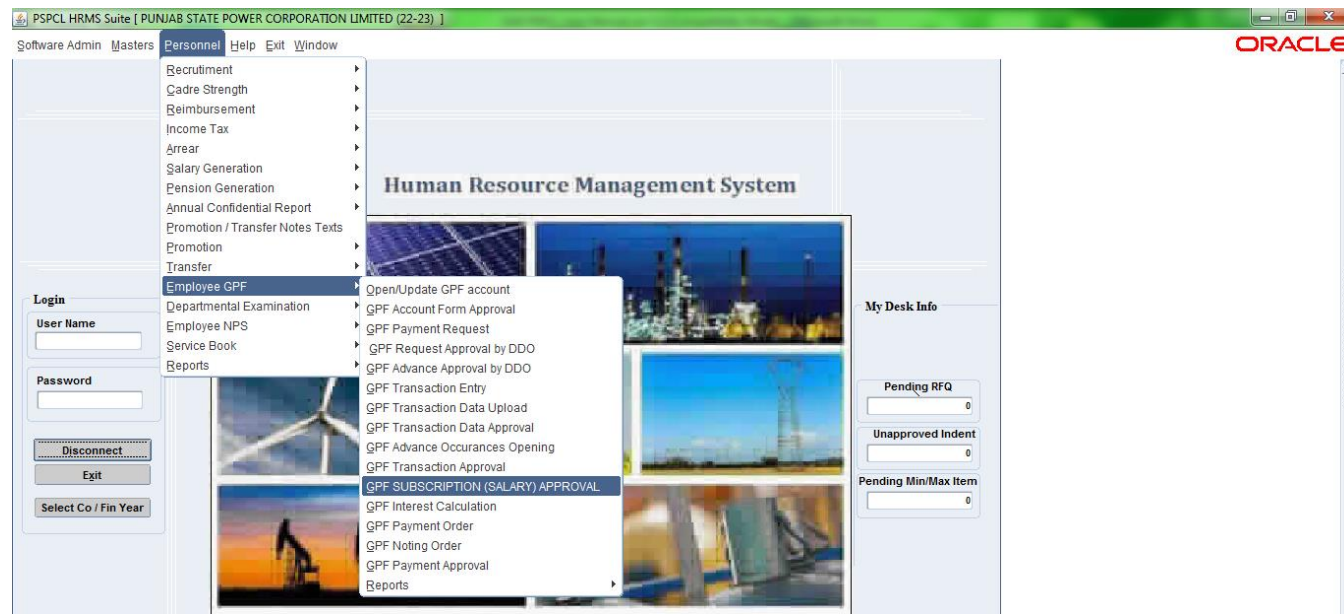 PSPCL HRMS Suite [ PUNJAB STATE POWER CORPORATION LIMITED (22-23) ]
Software Admin Masters Personnel Help Exit Window
ORACLE
Recrutiment
Cadre Strength
Reimbursement
Income Tax
Arrear
Salary Generation
Pension Generation
Annual Confidential Report
Promotion / Transfer Notes Texts
Promotion
Transfer
Employee GPF
Departmental Examination
Employee NPS
Service Book
Reports
Human Resource Management System
Open/Update GPF account
GPF Account Form Approval
GPF Payment Request
GPF Request Approval by DDO
GPF Advance Approval by DDO
GPF Transaction Entry
GPF Transaction Data Upload
GPF Transaction Data Approval
GPF Advance Occurances Opening
GPF Transaction Approval
GPF SUBSCRIPTION (SALARY) APPROVAL
GPF Interest Calculation
GPF Payment Order
GPF Noting Order
GPF Payment Approval
Reports
Login
User Name
Password
Disconnect
Exit
Select Co / Fin Year
My Desk Info
Pending RFQ
0
Unapproved Indent
0
Pending Min/Max Item
0